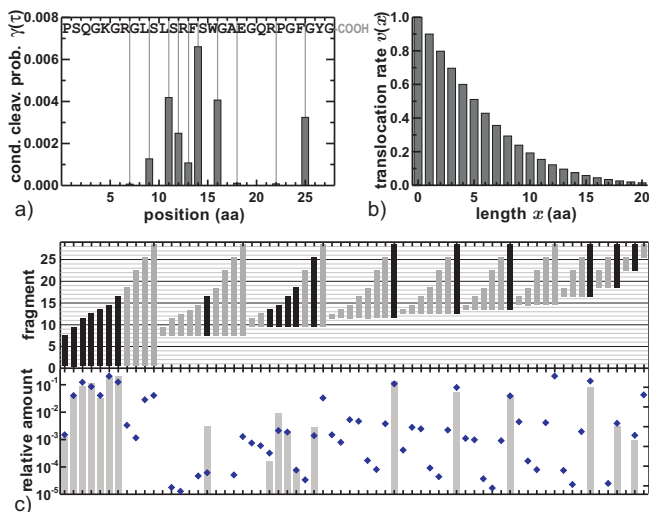 PSQGKGRGLSLSRFSWGAEGQRPGFGYG-COOH
cond. cleav. prob. γ(τ)
0.008
0.006
0.004
0.002
0.000
5 10 15 20 25
position (aa)
a)
translocation rate v(x)
1.0
0.8
0.6
0.4
0.2
0.0
0 5 10 15 20
length x (aa)
b)
fragment
25
20
15
10
5
0
relative amount
10⁻¹
10⁻²
10⁻³
10⁻⁴
10⁻⁵
c)